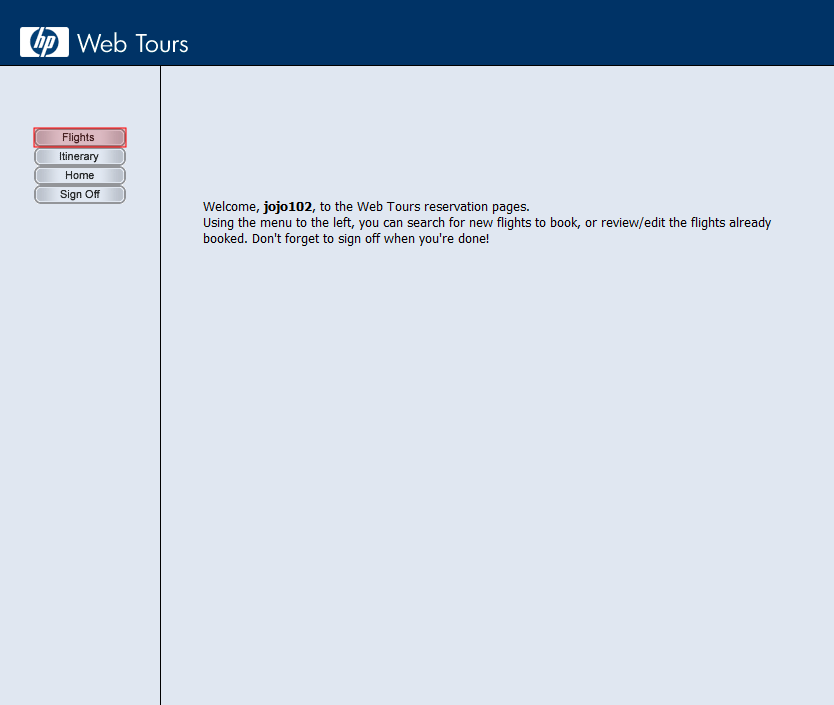 hp Web Tours
Flights
Itinerary
Home
Sign Off
Welcome, jojo102, to the Web Tours reservation pages.
Using the menu to the left, you can search for new flights to book, or review/edit the flights already
booked. Don't forget to sign off when you're done!